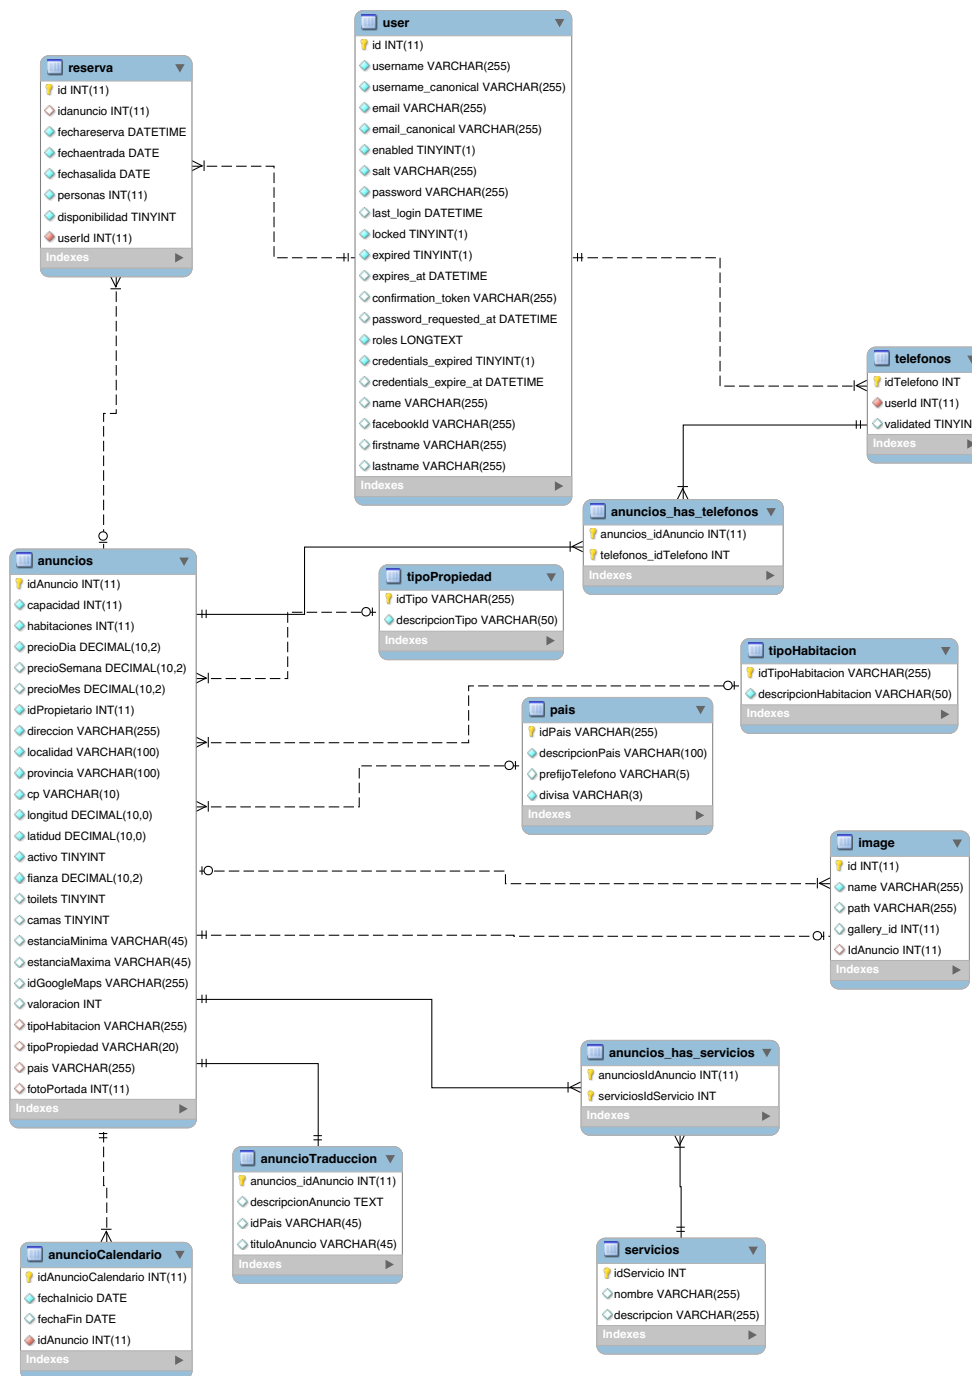 user
id INT(11)
username VARCHAR(255)
username_canonical VARCHAR(255)
email VARCHAR(255)
email_canonical VARCHAR(255)
enabled TINYINT(1)
salt VARCHAR(255)
password VARCHAR(255)
last_login DATETIME
locked TINYINT(1)
expired TINYINT(1)
expires_at DATETIME
confirmation_token VARCHAR(255)
password_requested_at DATETIME
roles LONGTEXT
credentials_expired TINYINT(1)
credentials_expire_at DATETIME
name VARCHAR(255)
facebookId VARCHAR(255)
firstname VARCHAR(255)
lastname VARCHAR(255)
Indexes
reserva
id INT(11)
idanuncio INT(11)
fechareserva DATETIME
fechaentrada DATE
fechasalida DATE
personas INT(11)
disponibilidad TINYINT
userId INT(11)
Indexes
telefonos
idTelefono INT
userId INT(11)
validated TINYIN
Indexes
anuncios_has_telefonos
anuncios_idAnuncio INT(11)
telefonos_idTelefono INT
Indexes
anuncios
idAnuncio INT(11)
capacidad INT(11)
habitaciones INT(11)
precioDia DECIMAL(10,2)
precioSemana DECIMAL(10,2)
precioMes DECIMAL(10,2)
idPropietario INT(11)
direccion VARCHAR(255)
localidad VARCHAR(100)
provincia VARCHAR(100)
cp VARCHAR(10)
longitud DECIMAL(10,0)
latidud DECIMAL(10,0)
activo TINYINT
fianza DECIMAL(10,2)
toilets TINYINT
camas TINYINT
estanciaMinima VARCHAR(45)
estanciaMaxima VARCHAR(45)
idGoogleMaps VARCHAR(255)
valoracion INT
tipoHabitacion VARCHAR(255)
tipoPropiedad VARCHAR(20)
pais VARCHAR(255)
fotoPortada INT(11)
Indexes
tipoPropiedad
idTipo VARCHAR(255)
descripcionTipo VARCHAR(50)
Indexes
tipoHabitacion
idTipoHabitacion VARCHAR(255)
descripcionHabitacion VARCHAR(50)
Indexes
pais
idPais VARCHAR(255)
descripcionPais VARCHAR(100)
prefijoTelefono VARCHAR(5)
divisa VARCHAR(3)
Indexes
image
id INT(11)
name VARCHAR(255)
path VARCHAR(255)
gallery_id INT(11)
IdAnuncio INT(11)
Indexes
anuncios_has_servicios
anunciosIdAnuncio INT(11)
serviciosIdServicio INT
Indexes
anuncioTraduccion
anuncios_idAnuncio INT(11)
descripcionAnuncio TEXT
idPais VARCHAR(45)
tituloAnuncio VARCHAR(45)
Indexes
servicios
idServicio INT
nombre VARCHAR(255)
descripcion VARCHAR(255)
Indexes
anuncioCalendario
idAnuncioCalendario INT(11)
fechaInicio DATE
fechaFin DATE
idAnuncio INT(11)
Indexes